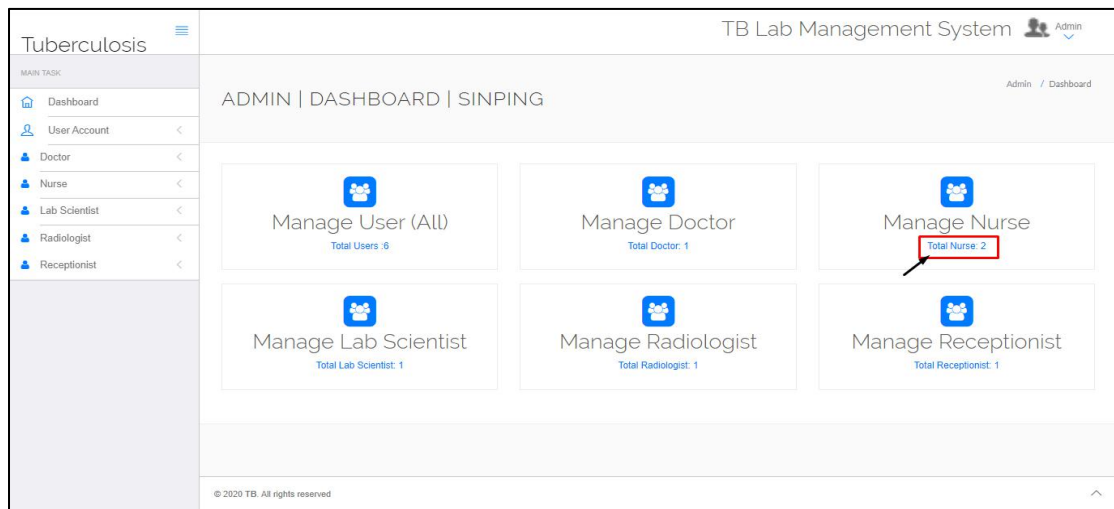 Tuberculosis
TB Lab Management System
Admin
MAIN TASK
Dashboard
User Account
Doctor
Nurse
Lab Scientist
Radiologist
Receptionist
ADMIN | DASHBOARD | SINPING
Admin / Dashboard
Manage User (All)
Total Users :6
Manage Doctor
Total Doctor: 1
Manage Nurse
Total Nurse: 2
Manage Lab Scientist
Total Lab Scientist: 1
Manage Radiologist
Total Radiologist: 1
Manage Receptionist
Total Receptionist: 1
© 2020 TB. All rights reserved